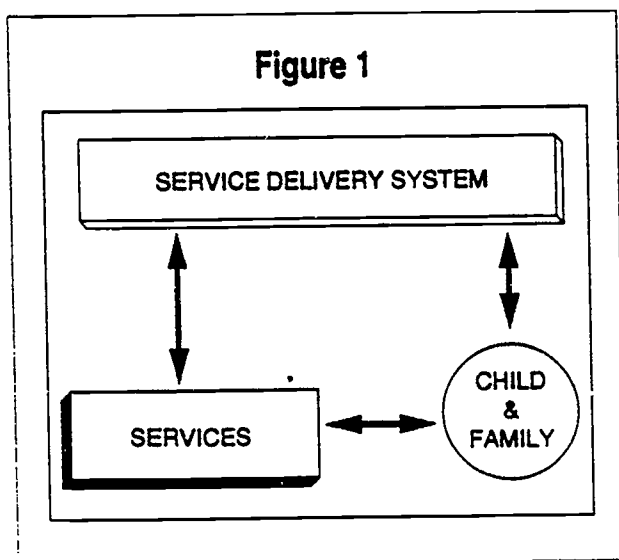 Figure 1
SERVICE DELIVERY SYSTEM
SERVICES
CHILD
&
FAMILY